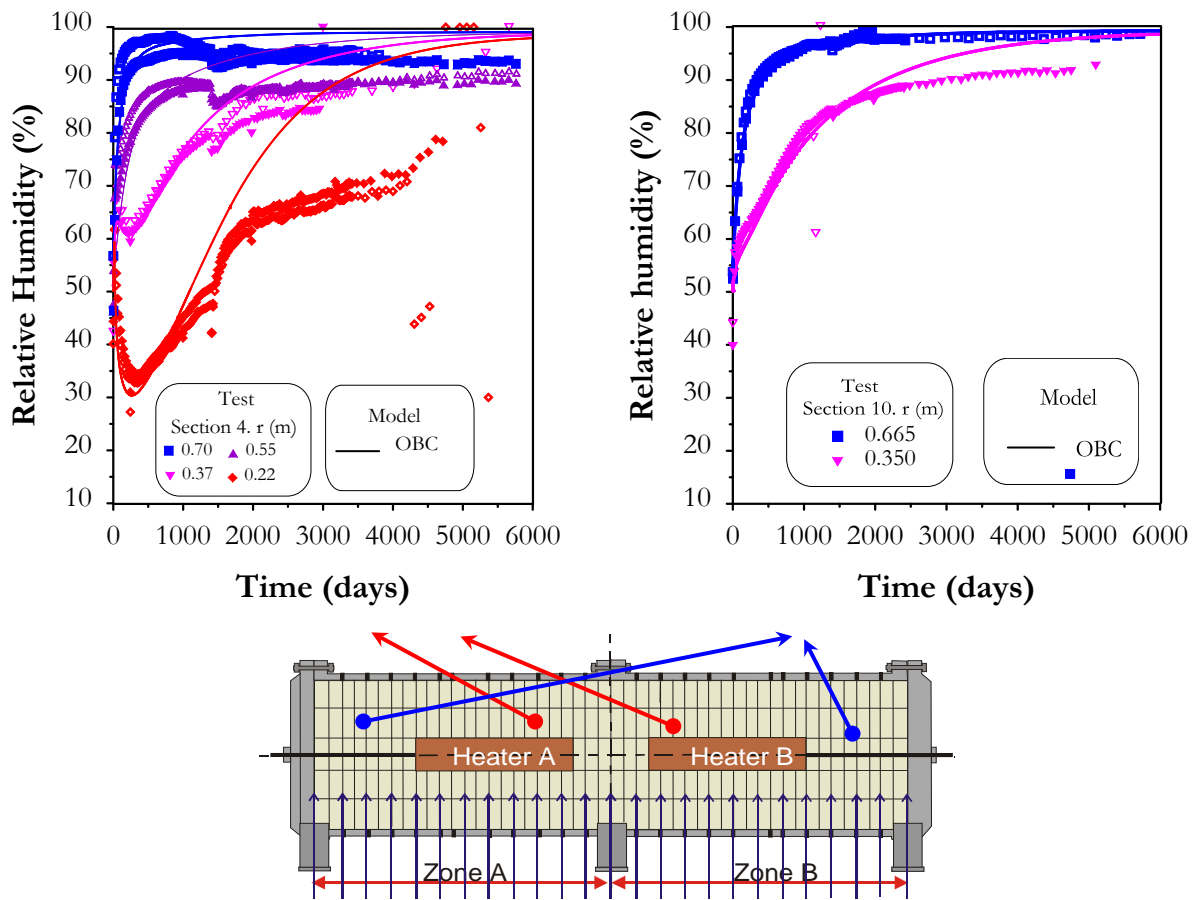 Relative Humidity (%)
100
90
80
70
60
50
40
30
20
10
0
1000
2000
3000
4000
5000
6000
Time (days)
Test
Section 4. r (m)
0.70 0.55
0.37 0.22
Model
OBC
Relative humidity (%)
100
90
80
70
60
50
40
30
20
10
0
1000
2000
3000
4000
5000
6000
Time (days)
Test
Section 10. r (m)
0.665
0.350
Model
OBC
Heater A
Heater B
Zone A
Zone B